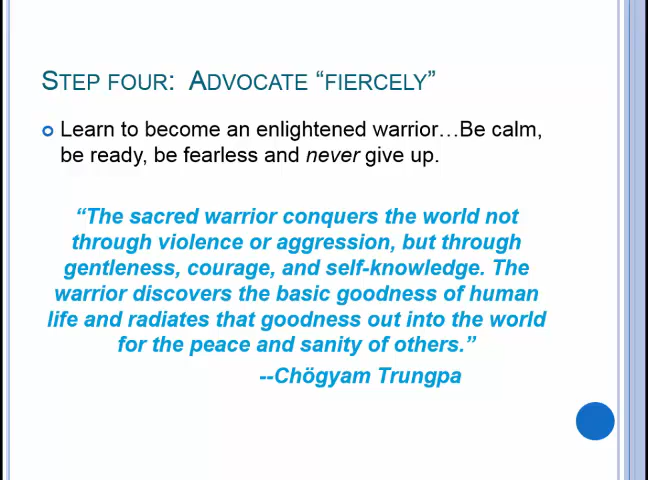 STEP FOUR: ADVOCATE “FIERCELY”
Learn to become an enlightened warrior…Be calm,
be ready, be fearless and never give up.
“The sacred warrior conquers the world not
through violence or aggression, but through
gentleness, courage, and self-knowledge. The
warrior discovers the basic goodness of human
life and radiates that goodness out into the world
for the peace and sanity of others.”
--Chögyam Trungpa